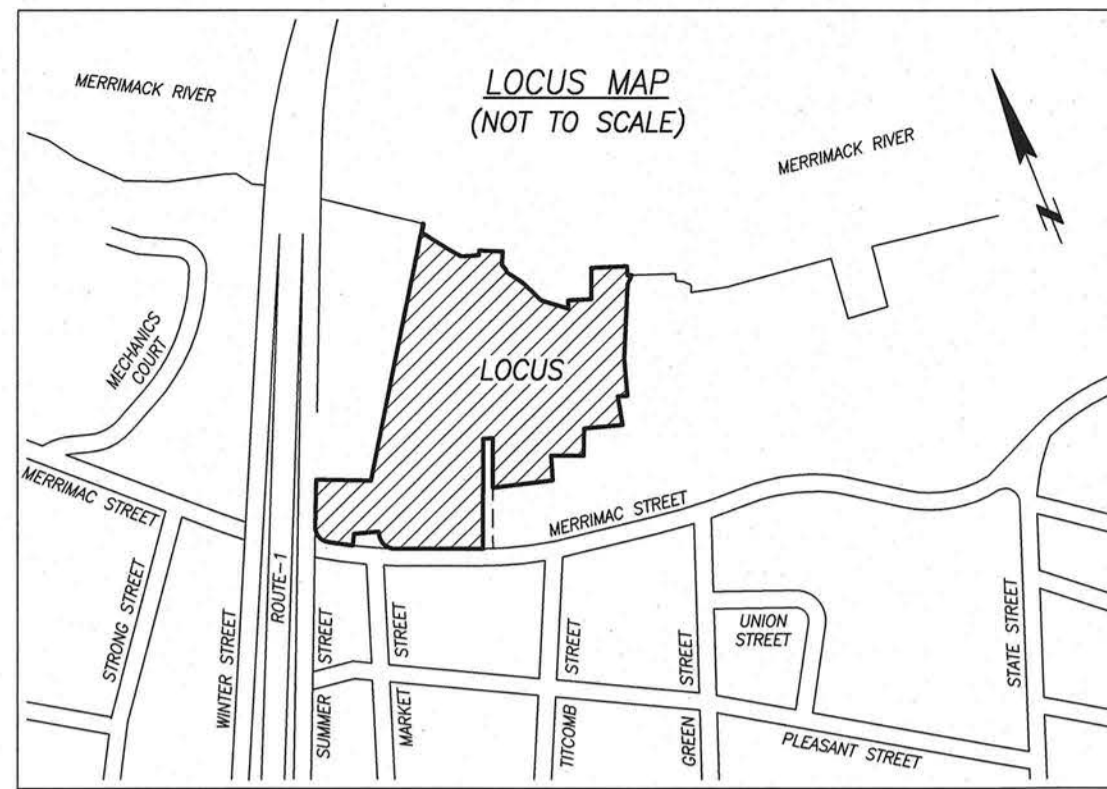 LOCUS MAP
(NOT TO SCALE)
MERRIMACK RIVER
MERRIMACK RIVER
N
MECHANICS
COURT
LOCUS
MERRIMAC STREET
MERRIMAC STREET
STRONG STREET
WINTER STREET
ROUTE-1
SUMMER STREET
MARKET STREET
TITCOMB STREET
GREEN STREET
UNION
STREET
STATE STREET
PLEASANT STREET